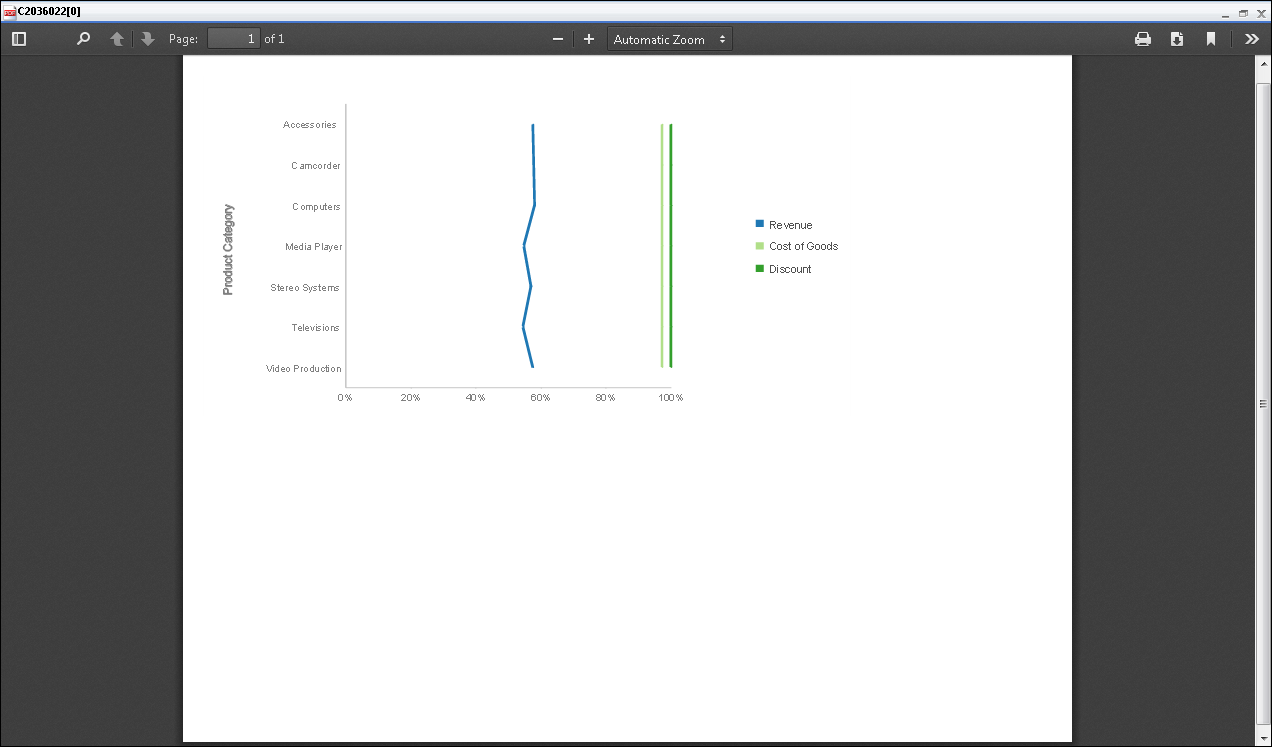 C2036022[0]
Page: 1 of 1 Automatic Zoom
Product Category
Accessories
Camcorder
Computers
Media Player
Stereo Systems
Televisions
Video Production
0% 20% 40% 60% 80% 100%
Revenue
Cost of Goods
Discount